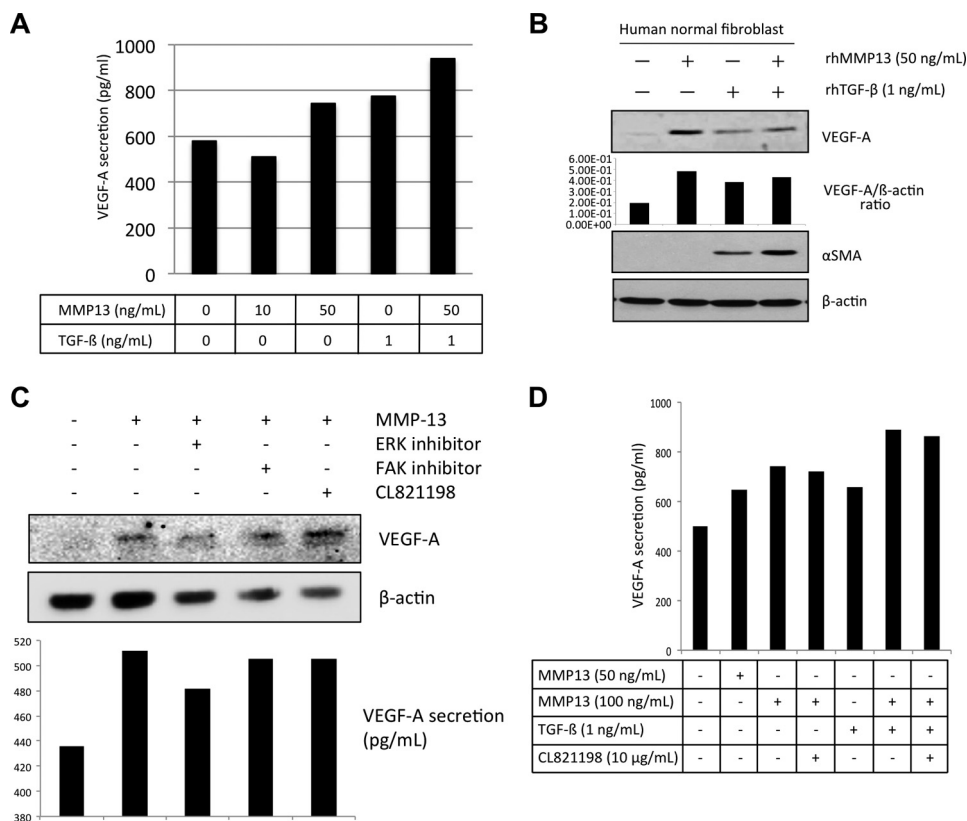 A
VEGF-A secretion (pg/ml)
1000
800
600
400
200
0
MMP13 (ng/mL) 0 10 50 0 50
TGF-ß (ng/mL) 0 0 0 1 1
B
Human normal fibroblast
— + — + rhMMP13 (50 ng/mL)
— — + + rhTGF-β (1 ng/mL)
VEGF-A
6.00E-01
5.00E-01
4.00E-01
3.00E-01
2.00E-01
1.00E-01
0.00E+00
VEGF-A/ß-actin
ratio
αSMA
β-actin
C
- + + + + MMP-13
- - + - - ERK inhibitor
- - - + - FAK inhibitor
- - - - + CL821198
VEGF-A
β-actin
520
500
480
460
440
420
400
380
VEGF-A secretion
(pg/mL)
D
VEGF-A secretion (pg/ml)
1000
800
600
400
200
0
MMP13 (50 ng/mL) - + - - - - -
MMP13 (100 ng/mL) - - + + - + +
TGF-ß (1 ng/mL) - - - - + + +
CL821198 (10 µg/mL) - - - + - - +